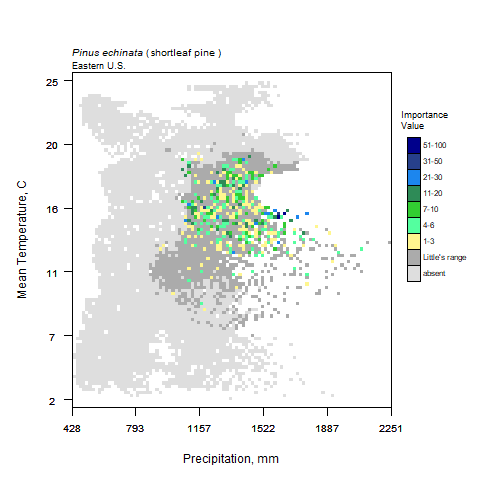 Pinus echinata ( shortleaf pine )
Eastern U.S.
25
20
16
11
7
2
Mean Temperature, C
428 793 1157 1522 1887 2251
Precipitation, mm
Importance
Value
51-100
31-50
21-30
11-20
7-10
4-6
1-3
Little's range
absent